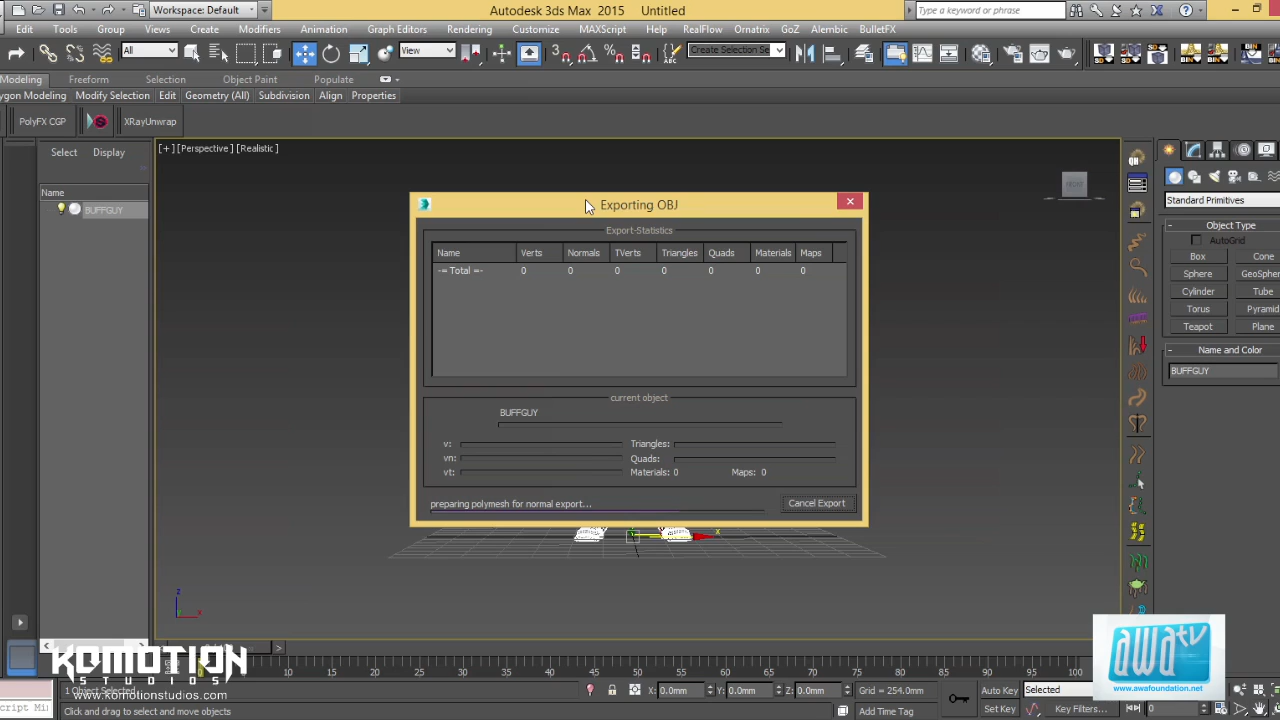 Workspace: Default
Autodesk 3ds Max 2015 Untitled
Type a keyword or phrase
Edit Tools Group Views Create Modifiers Animation Graph Editors Rendering Customize MAXScript Help RealFlow Ornatrix GoZ Alembic BulletFX
All
View
Create Selection Se
Modeling Freeform Selection Object Paint Populate
ygon Modeling Modify Selection Edit Geometry (All) Subdivision Align Properties
PolyFX CGP XRayUnwrap
[+] [Perspective] [Realistic]
Select Display
Name
BUFFGUY
Exporting OBJ
Export-Statistics
Name Verts Normals TVerts Triangles Quads Materials Maps
-= Total =- 0 0 0 0 0 0 0
current object
BUFFGUY
v: Triangles:
vn: Quads:
vt: Materials: 0 Maps: 0
preparing polymesh for normal export...
Cancel Export
x
z
x
Standard Primitives
Object Type
AutoGrid
Box Cone
Sphere GeoSpher
Cylinder Tube
Torus Pyramid
Teapot Plane
Name and Color
BUFFGUY
KOMOTION
STUDIOS
www.komotionstudios.com
awatv
www.awafoundation.net
10 15 20 25 30 35 40 45 50 55 60 65 70 75 80 85 90 95 100
1 Object Selected
X: 0.0mm Y: 0.0mm Z: 0.0mm Grid = 254.0mm
Auto Key Selected
script Mi
Click and drag to select and move objects
Add Time Tag
Set Key Key Filters... 0